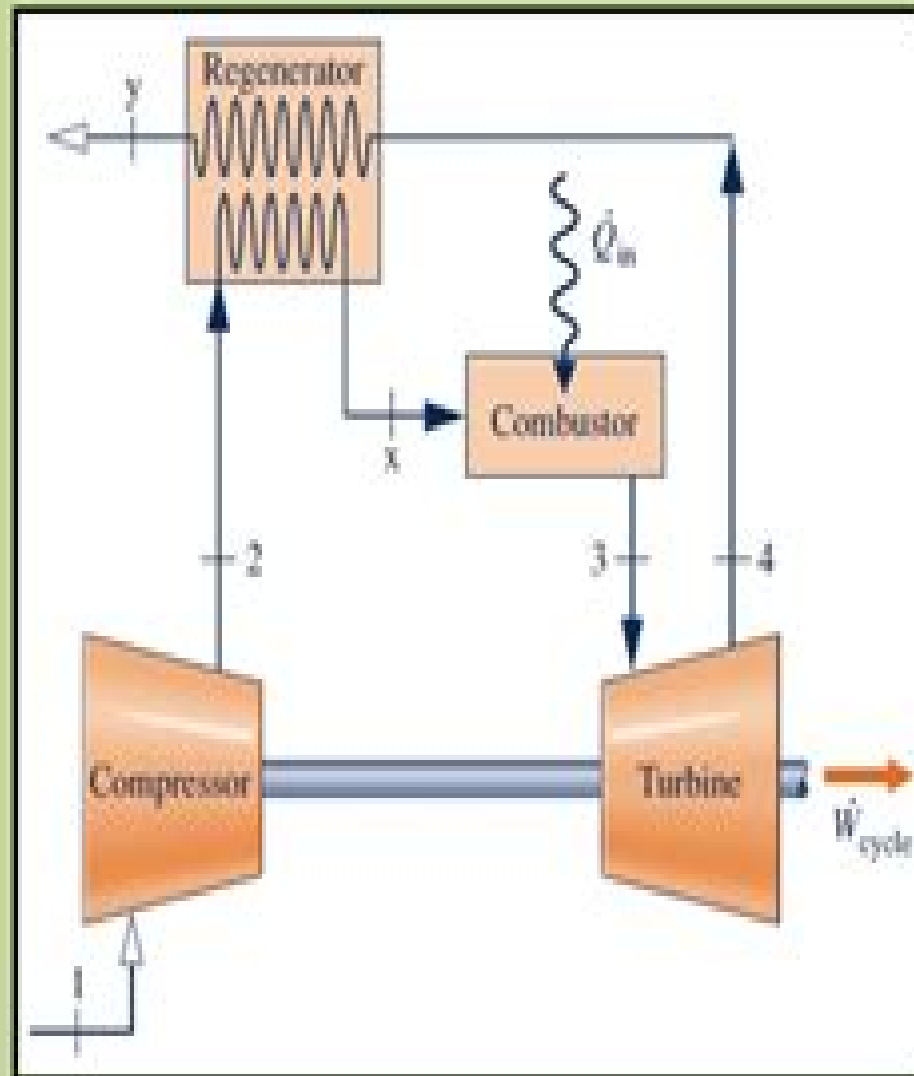 Regenerator
y
Q̇in
Combustor
x
2
3
4
Compressor
Turbine
Ẇcycle
1